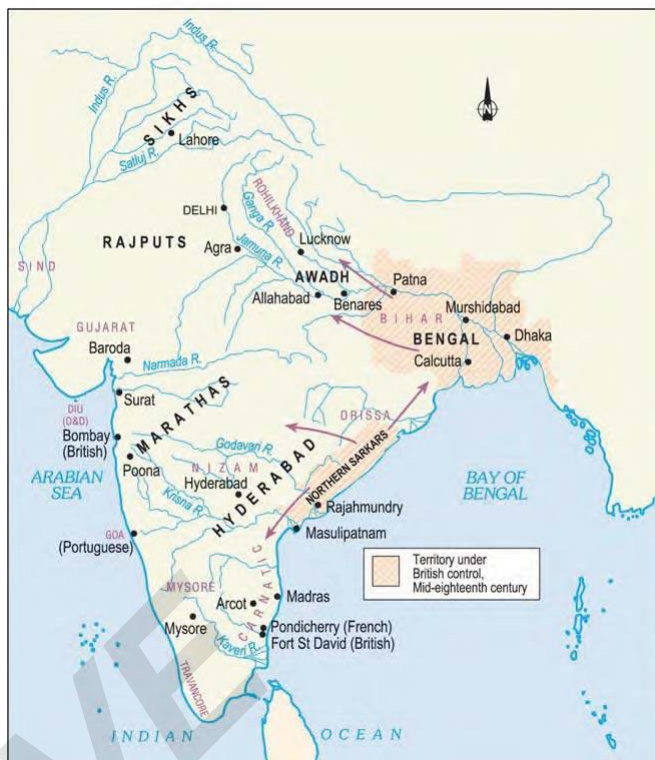 Indus R.
Indus R.
SIKHS
Lahore
Satluj R.
N
DELHI
ROHILKHAND
Ganga R.
RAJPUTS
Agra
Jamuna R.
Lucknow
SIND
AWADH
Patna
Allahabad
Benares
Murshidabad
BIHAR
GUJARAT
BENGAL
Dhaka
Baroda
Calcutta
Narmada R.
Surat
MARATHAS
ORISSA
DIU
(O&D)
Bombay
(British)
Godavari R.
NORTHERN SARKARS
ARABIAN
SEA
Poona
NIZAM
HYDERABAD
Hyderabad
BAY OF
BENGAL
Krisna R.
Rajahmundry
GOA
(Portuguese)
Masulipatnam
Territory under
British control,
Mid-eighteenth century
CARNATIC
MYSORE
Madras
Arcot
Mysore
Pondicherry (French)
Kaveri R.
Fort St David (British)
TRAVANCORE
INDIAN OCEAN